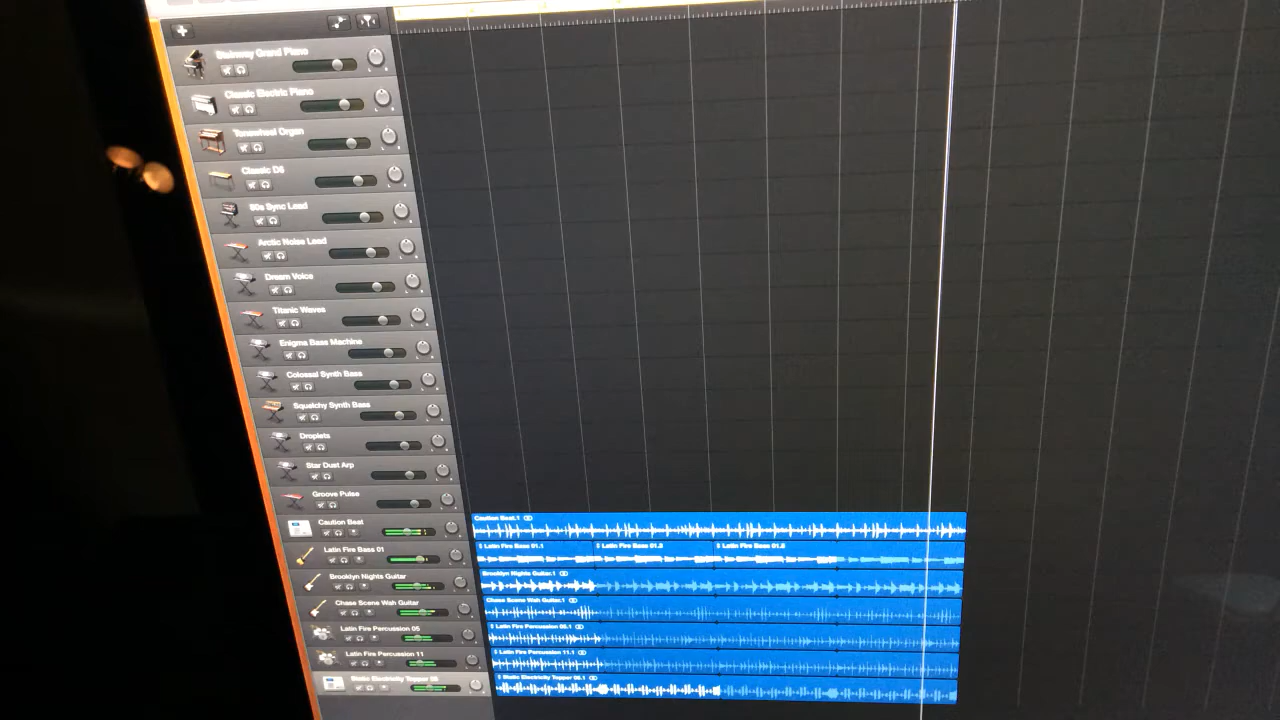 Steinway Grand Piano
Classic Electric Piano
Tonewheel Organ
Classic D6
80s Sync Lead
Arctic Noise Lead
Dream Voice
Titanic Waves
Enigma Bass Machine
Colossal Synth Bass
Squelchy Synth Bass
Droplets
Star Dust Arp
Groove Pulse
Caution Beat
Caution Beat.1
Latin Fire Bass 01
Latin Fire Bass 01.1
Latin Fire Bass 01.2
Latin Fire Bass 01.2
Brooklyn Nights Guitar
Brooklyn Nights Guitar.1
Chase Scene Wah Guitar
Chase Scene Wah Guitar.1
Latin Fire Percussion 05
Latin Fire Percussion 05.1
Latin Fire Percussion 11
Latin Fire Percussion 11.1
Static Electricity Topper
Static Electricity Topper